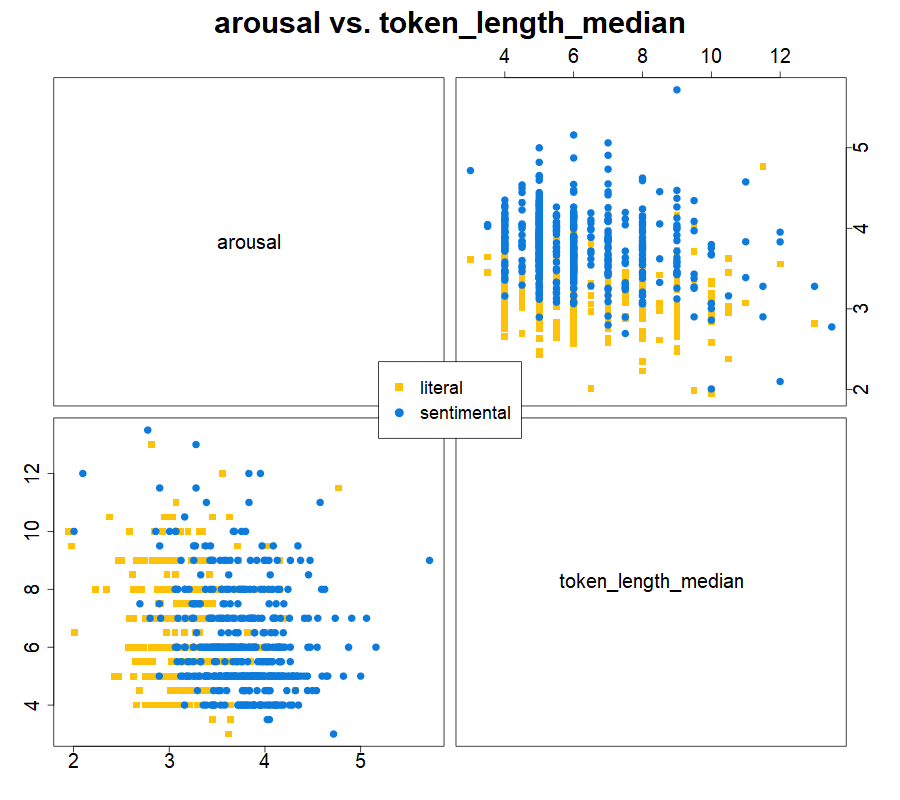 arousal vs. token_length_median
4 6 8 10 12
arousal
5
4
3
2
literal
sentimental
12
10
8
6
4
token_length_median
2 3 4 5